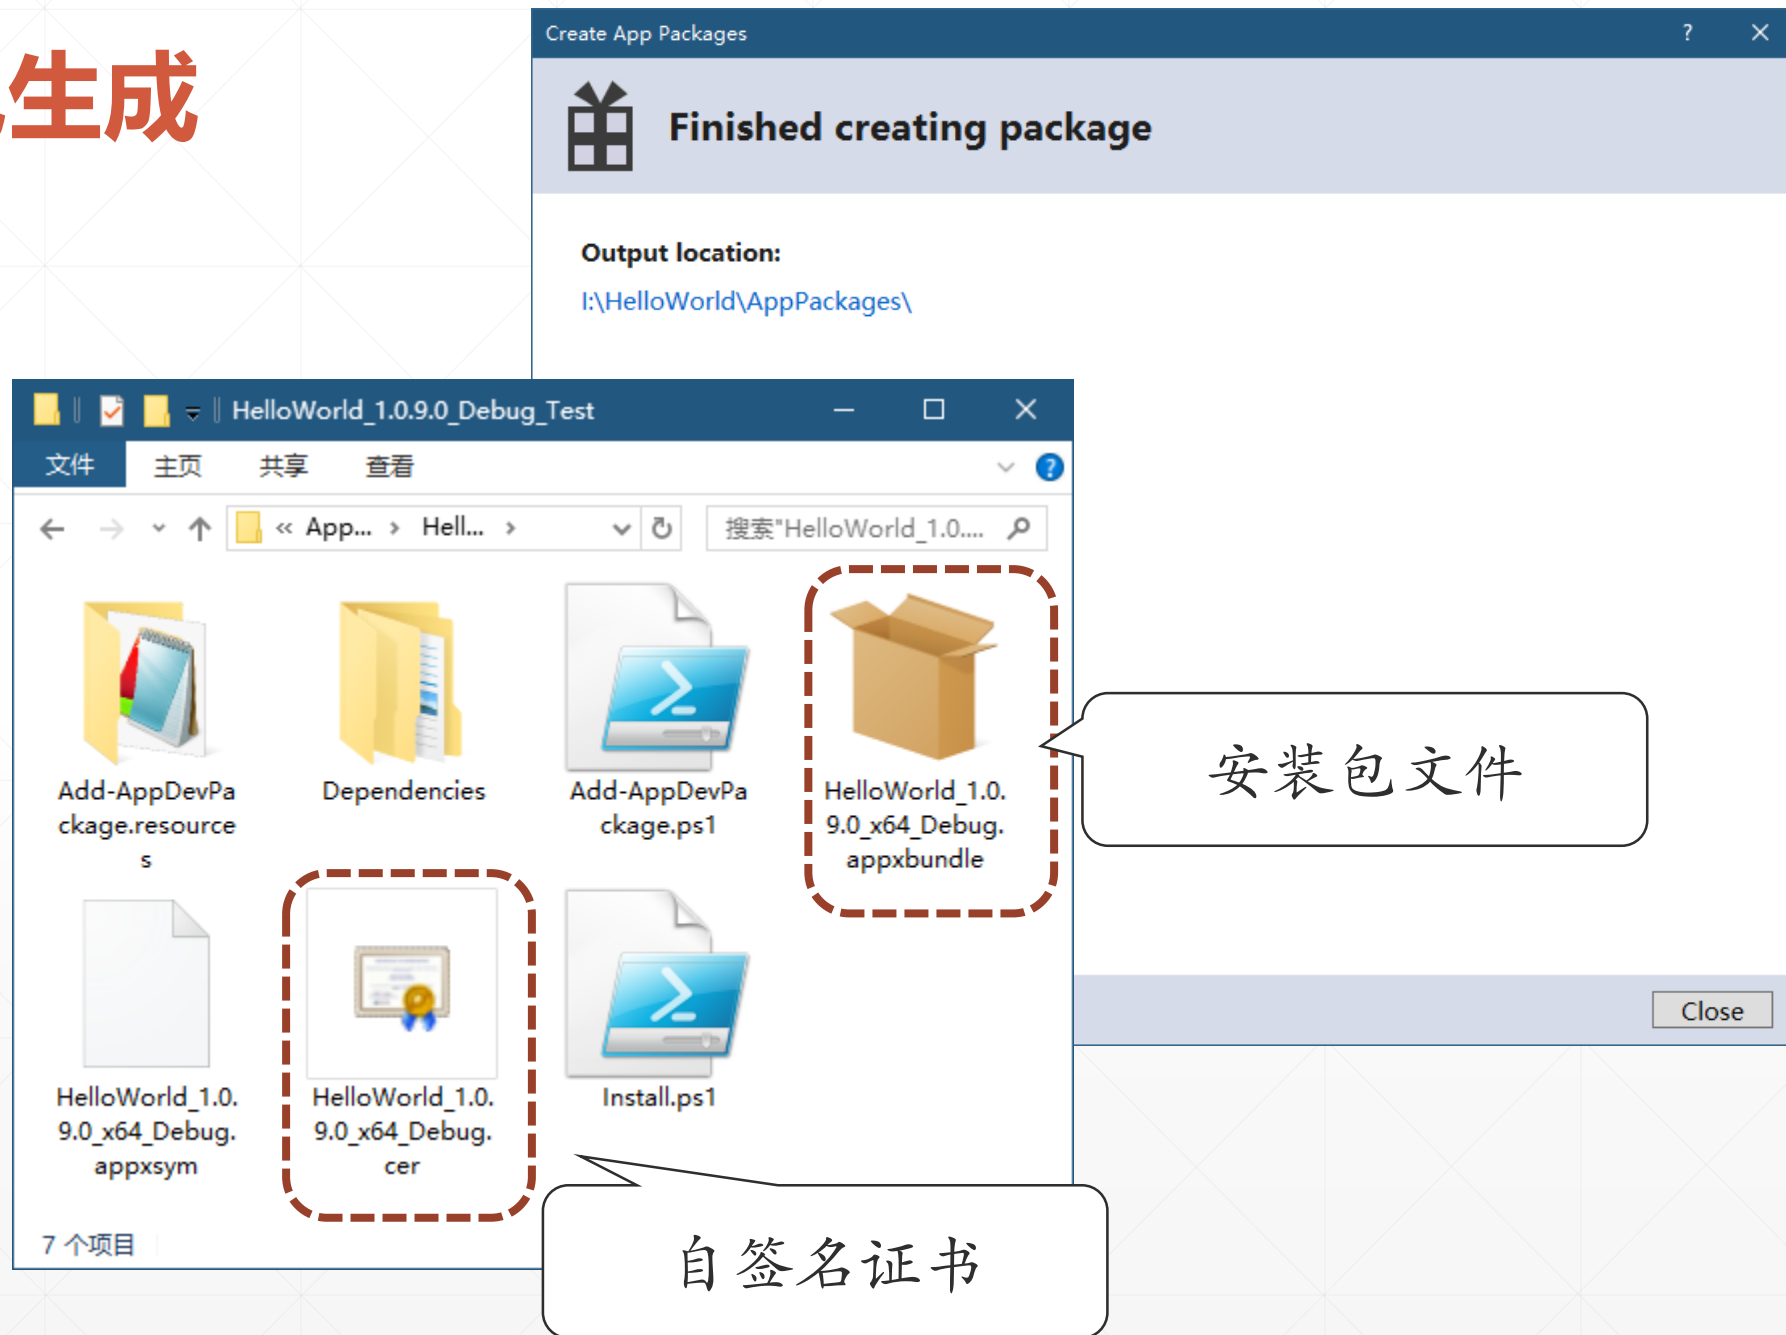 生成
Create App Packages
Finished creating package
Output location:
I:\HelloWorld\AppPackages\
HelloWorld_1.0.9.0_Debug_Test
文件 主页 共享 查看
« App... › Hell... ›
搜索"HelloWorld_1.0....
Add-AppDevPa
ckage.resource
s
Dependencies
Add-AppDevPa
ckage.ps1
HelloWorld_1.0.
9.0_x64_Debug.
appxbundle
安装包文件
HelloWorld_1.0.
9.0_x64_Debug.
appxsym
HelloWorld_1.0.
9.0_x64_Debug.
cer
Install.ps1
Close
7 个项目
自签名证书